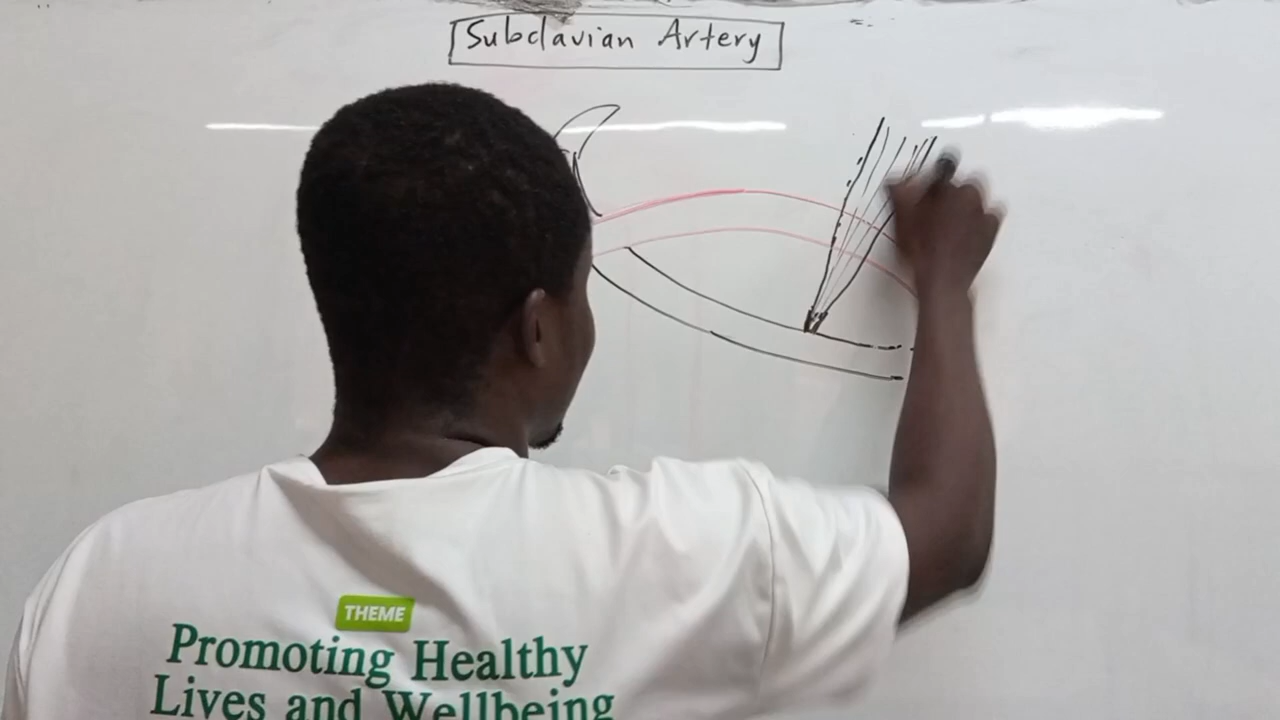 Subclavian Artery
THEME
Promoting Healthy
Lives and Wellbeing